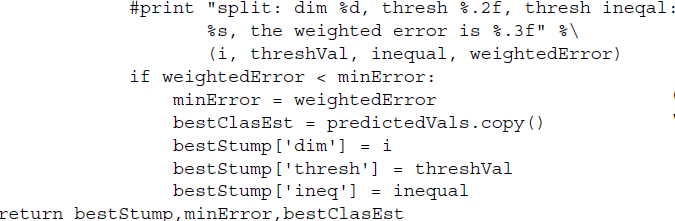 #print "split: dim %d, thresh %.2f, thresh ineqal:
%s, the weighted error is %.3f" %\
(i, threshVal, inequal, weightedError)
if weightedError < minError:
minError = weightedError
bestClasEst = predictedVals.copy()
bestStump['dim'] = i
bestStump['thresh'] = threshVal
bestStump['ineq'] = inequal
return bestStump,minError,bestClasEst